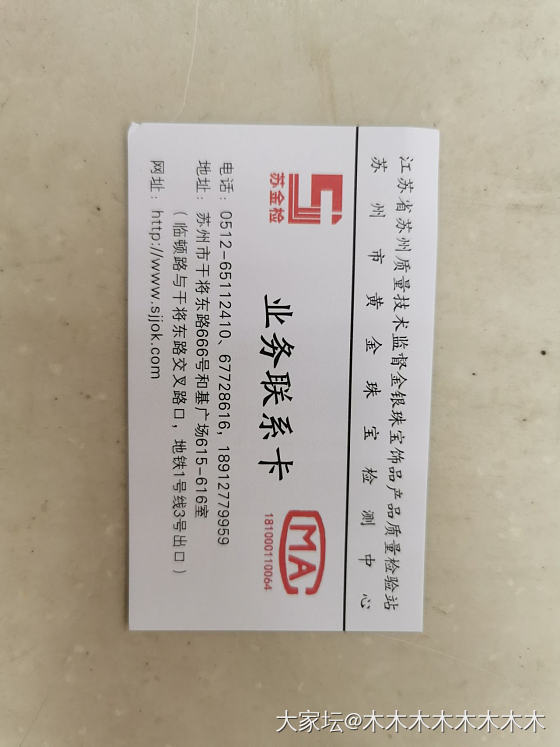 江苏省苏州质量技术监督金银珠宝饰品产品质量检验站
苏州市黄金珠宝检测中心
苏金检
业务联系卡
MA
181000110064
电话：0512-65112410、67728616，18912779959
地址：苏州市干将东路666号和基广场615-616室
（临顿路与干将东路交叉路口，地铁1号线3号出口）
网址：http://www.sjjok.com
大家坛@木木木木木木木木